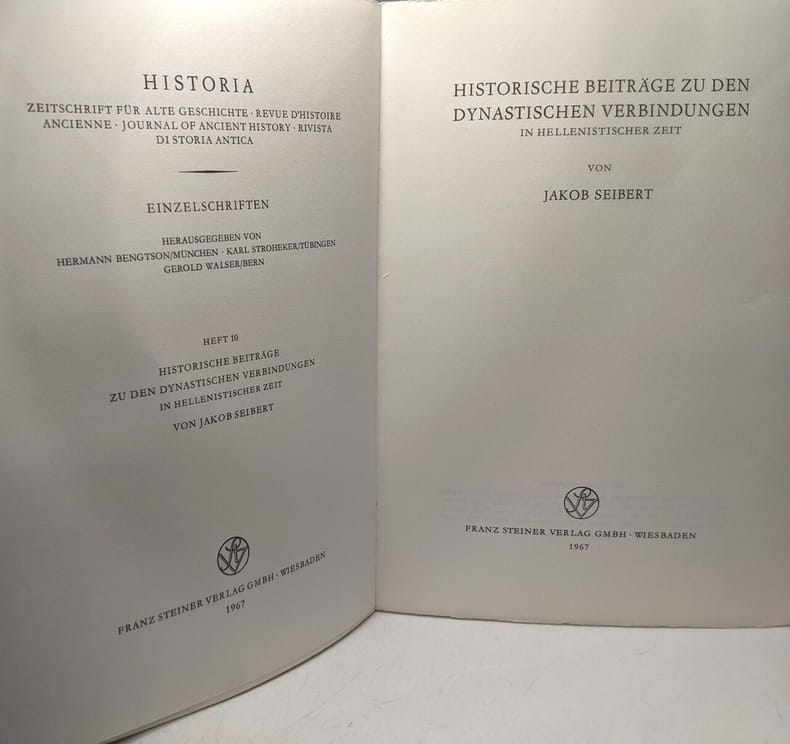 HISTORIA
ZEITSCHRIFT FÜR ALTE GESCHICHTE · REVUE D'HISTOIRE
ANCIENNE · JOURNAL OF ANCIENT HISTORY · RIVISTA
DI STORIA ANTICA
EINZELSCHRIFTEN
HERAUSGEGEBEN VON
HERMANN BENGTSON/MÜNCHEN · KARL STROHEKER/TÜBINGEN
GEROLD WALSER/BERN
HEFT 10
HISTORISCHE BEITRÄGE
ZU DEN DYNASTISCHEN VERBINDUNGEN
IN HELLENISTISCHER ZEIT
VON JAKOB SEIBERT
FRANZ STEINER VERLAG GMBH · WIESBADEN
1967
HISTORISCHE BEITRÄGE ZU DEN
DYNASTISCHEN VERBINDUNGEN
IN HELLENISTISCHER ZEIT
VON
JAKOB SEIBERT
FRANZ STEINER VERLAG GMBH · WIESBADEN
1967